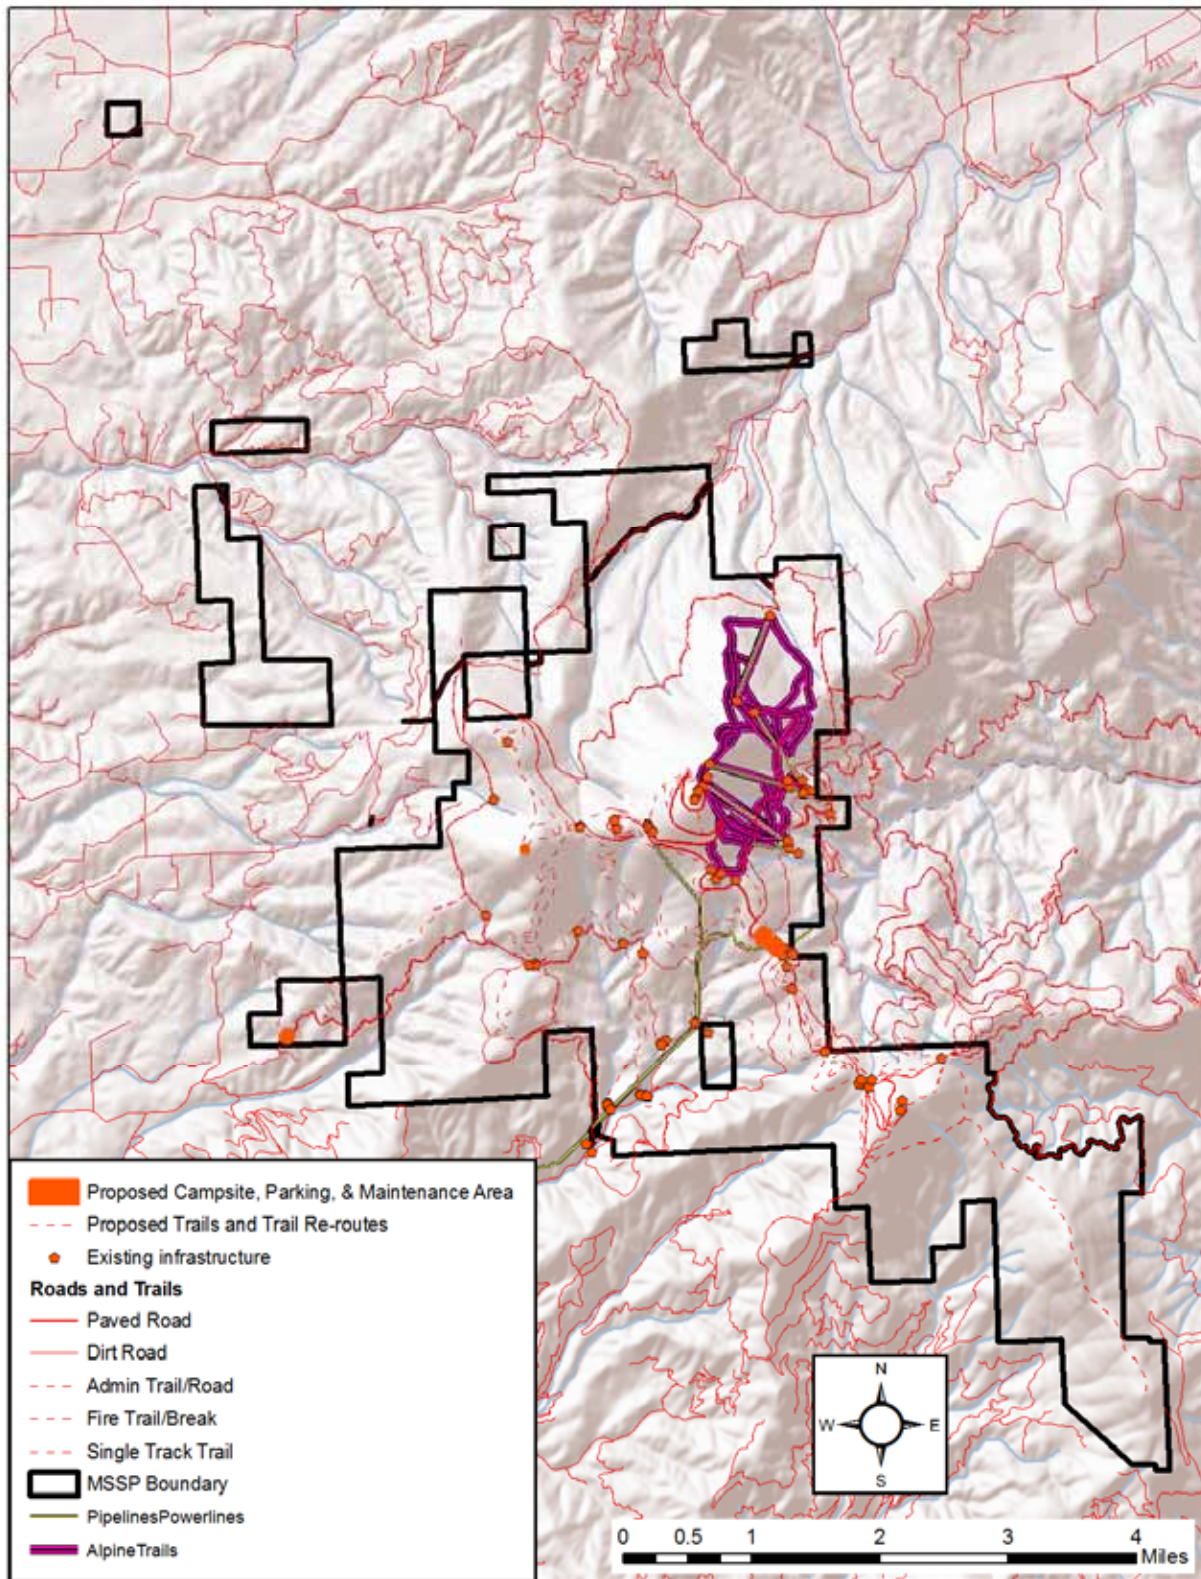 Proposed Campsite, Parking, & Maintenance Area
Proposed Trails and Trail Re-routes
Existing infrastructure
Roads and Trails
Paved Road
Dirt Road
Admin Trail/Road
Fire Trail/Break
Single Track Trail
MSSP Boundary
PipelinesPowerlines
AlpineTrails
N
W E
S
0 0.5 1 2 3 4
Miles